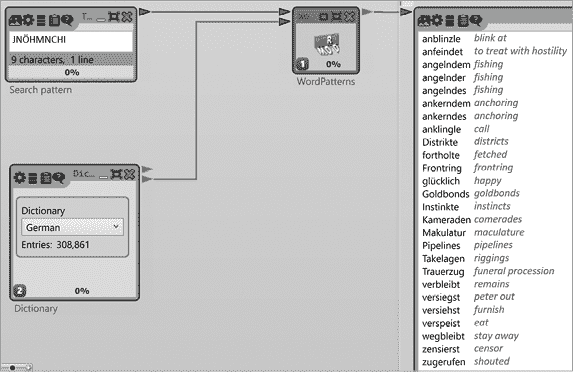 T...
JNÖHMNCHI
9 characters, 1 line
0%
Search pattern
1
0%
WordPatterns
Dic...
Dictionary
German
Entries: 308,861
2
0%
Dictionary
anblinzle blink at
anfeindet to treat with hostility
angelndem fishing
angelnder fishing
angelndes fishing
ankerndem anchoring
ankerndes anchoring
anklingle call
Distrikte districts
fortholte fetched
Frontring frontring
glücklich happy
Goldbonds goldbonds
Instinkte instincts
Kameraden camerades
Makulatur maculature
Pipelines pipelines
Takelagen riggings
Trauerzug funeral procession
verbleibt remains
versiegst peter out
versiehst furnish
verspeist eat
wegbleibt stay away
zensierst censor
zugerufen shouted